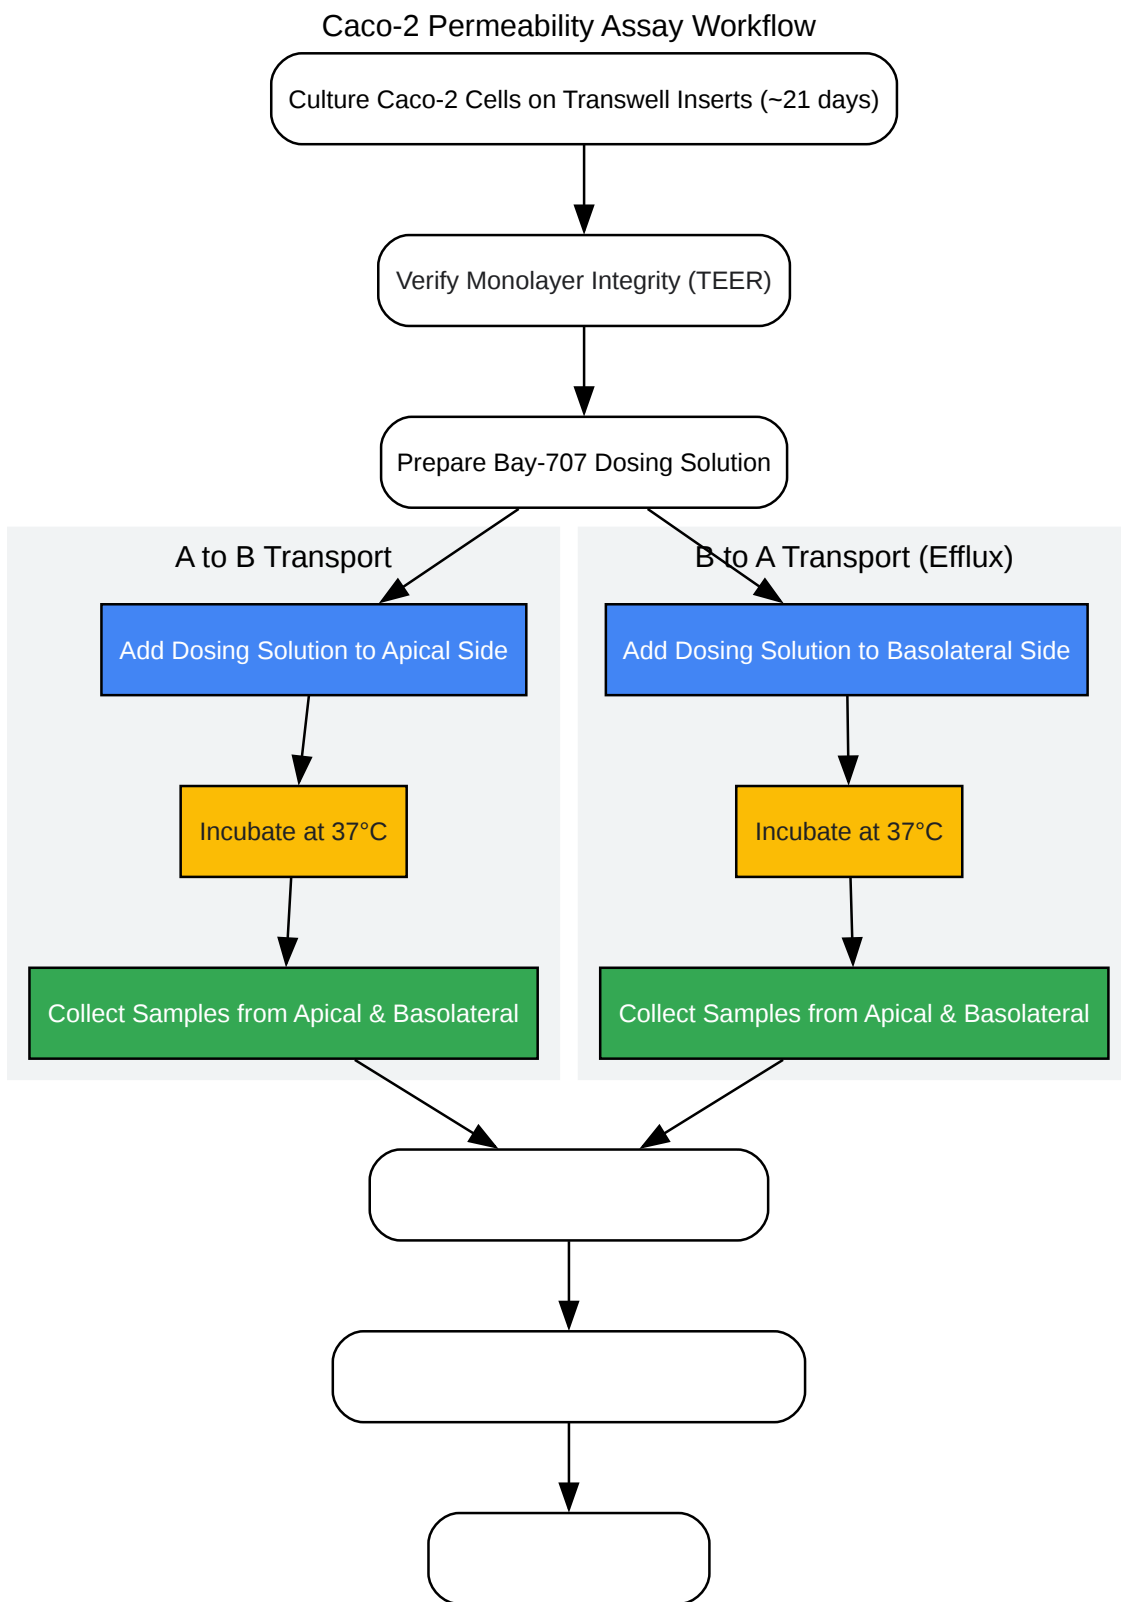 Caco-2 Permeability Assay Workflow
Culture Caco-2 Cells on Transwell Inserts (~21 days)
Verify Monolayer Integrity (TEER)
Prepare Bay-707 Dosing Solution
A to B Transport
Add Dosing Solution to Apical Side
Incubate at 37°C
Collect Samples from Apical & Basolateral
B to A Transport (Efflux)
Add Dosing Solution to Basolateral Side
Incubate at 37°C
Collect Samples from Apical & Basolateral